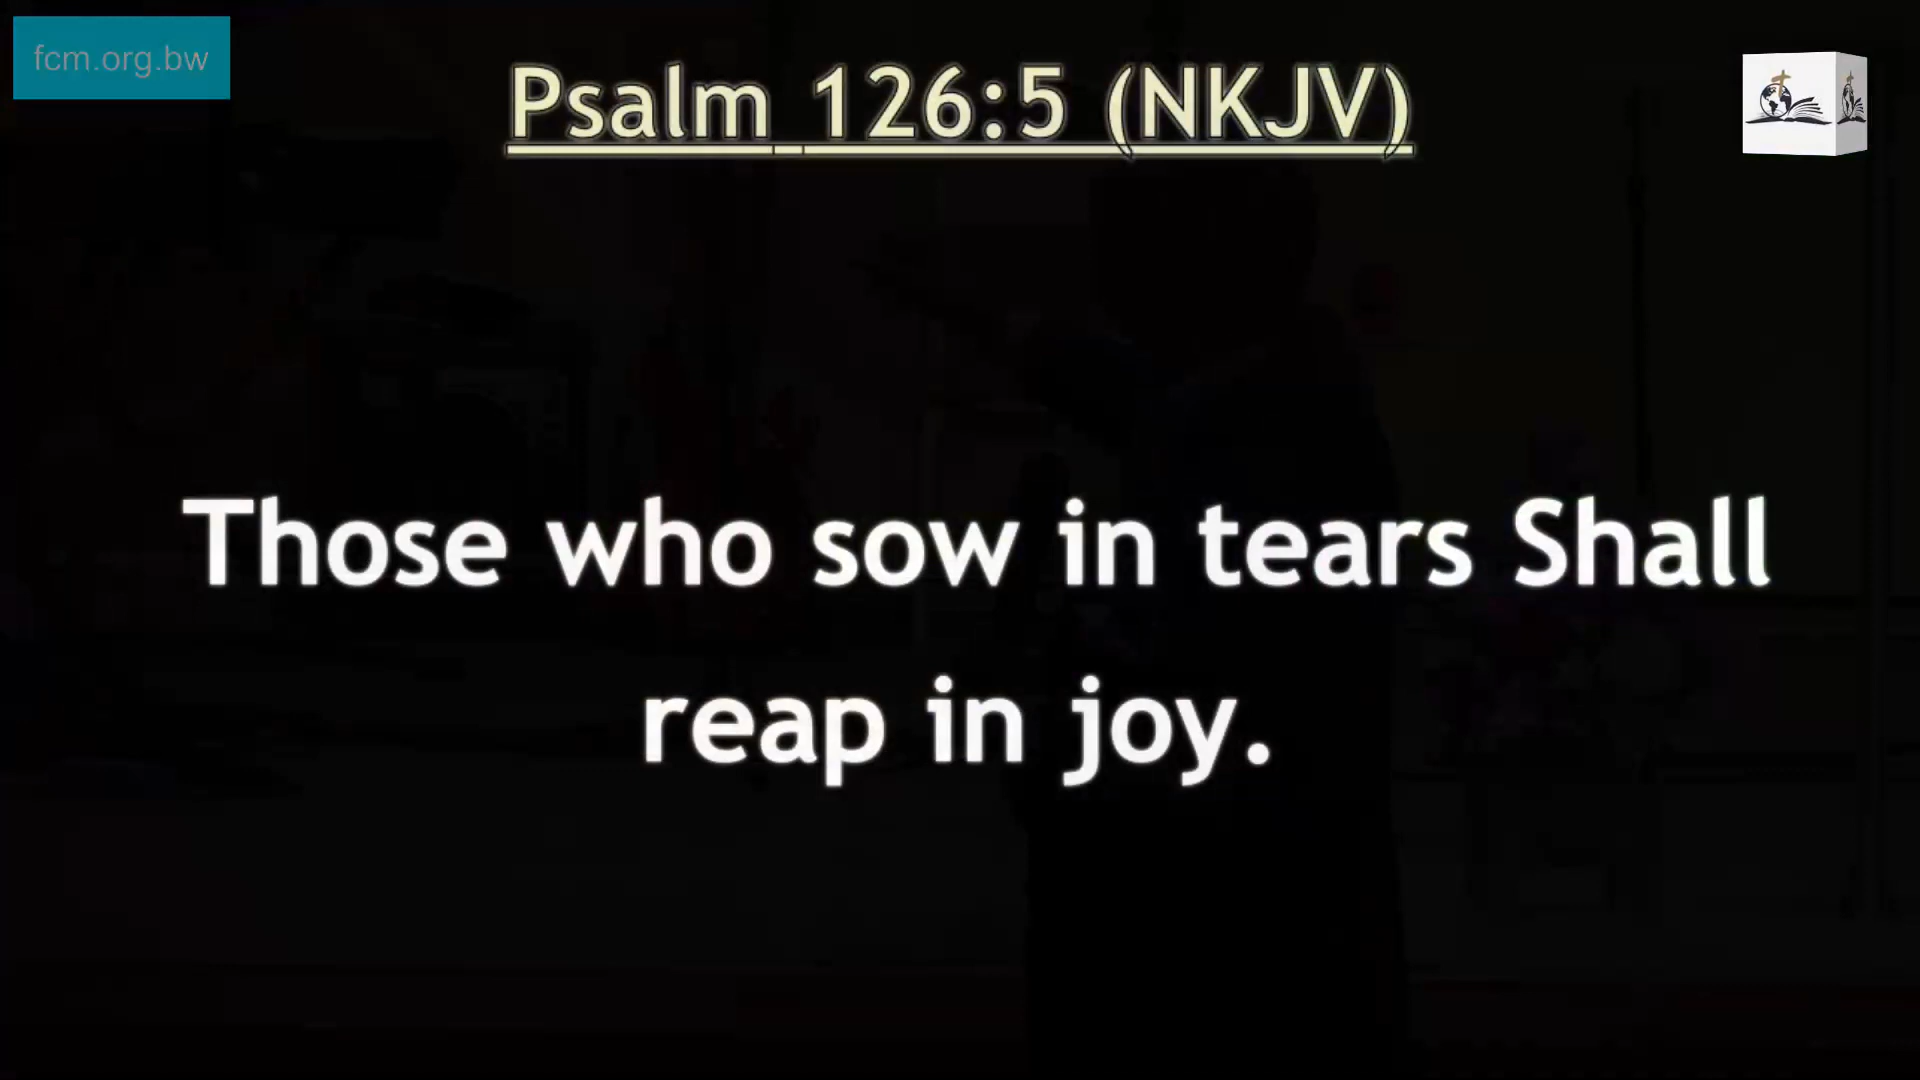 fcm.org.bw
Psalm 126:5 (NKJV)
Those who sow in tears Shall
reap in joy.